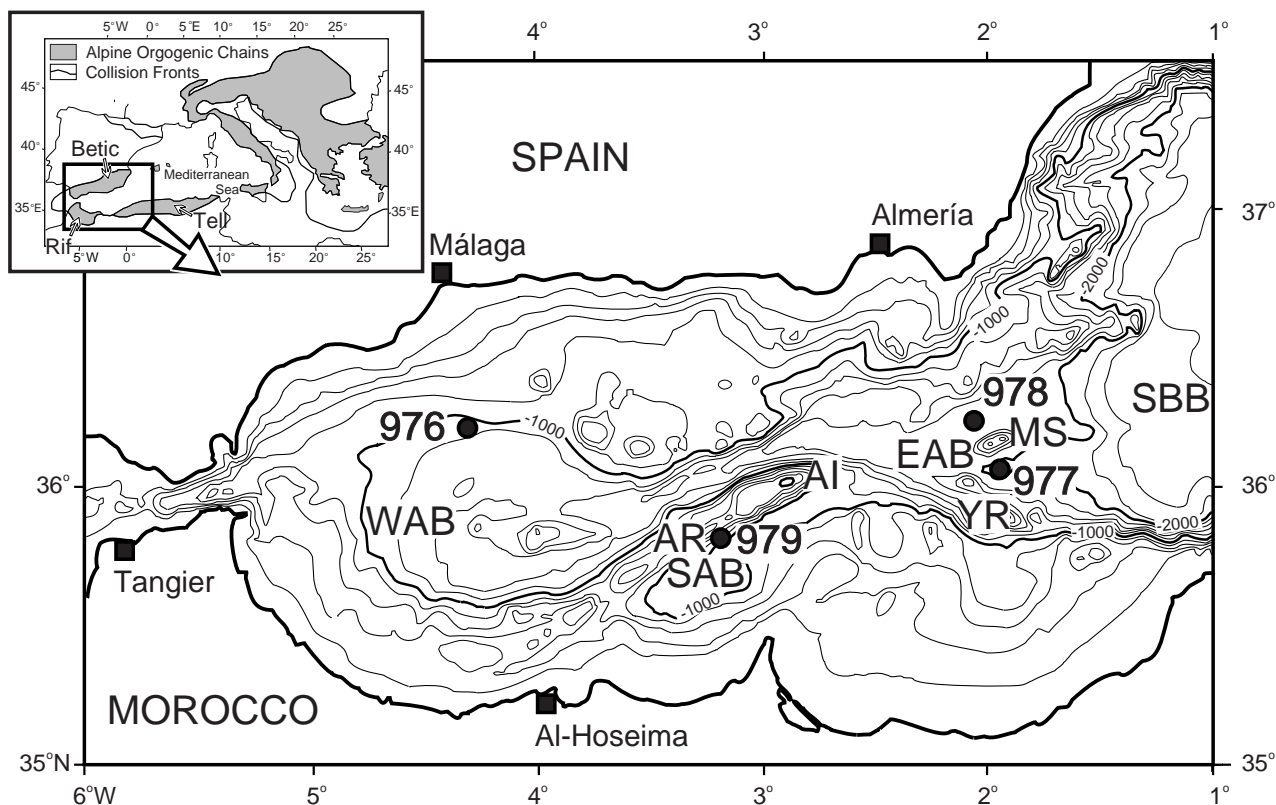 5°W 0° 5°E 10° 15° 20° 25°
Alpine Orgogenic Chains
Collision Fronts
45° 45°
40° 40°
Betic
Mediterranean
Sea
35°E 35°E
Tell
Rif
5°W 0° 10° 15° 20° 25°
4° 3° 2° 1°
SPAIN
Almería
37° 37°
Málaga
-2000
-1000
978
SBB
976
-1000
MS
EAB
977
AI
36° 36°
WAB
YR
AR
979
-1000
-2000
SAB
Tangier
-1000
MOROCCO
Al-Hoseima
35°N 35°
6°W 5° 4° 3° 2° 1°